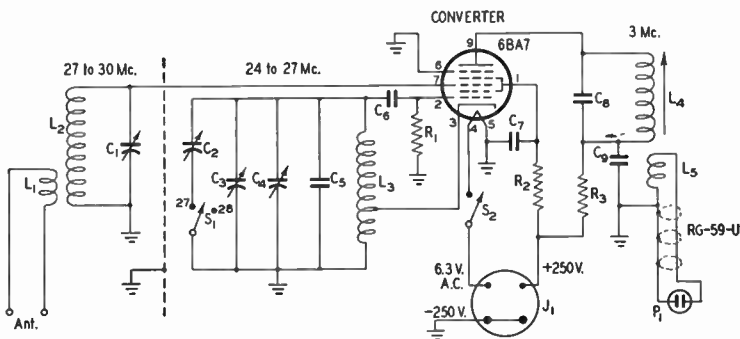 CONVERTER
6BA7
27 to 30 Mc.
24 to 27 Mc.
3 Mc.
9
6
7
2
1
3
4
5
L2
L1
C1
C2
C3
C4
C5
C6
L3
R1
C7
C8
L4
C9
L5
R2
R3
27
28
S1
S2
RG-59-U
6.3 V.
A.C.
+250V.
-250V.
J1
P1
Ant.